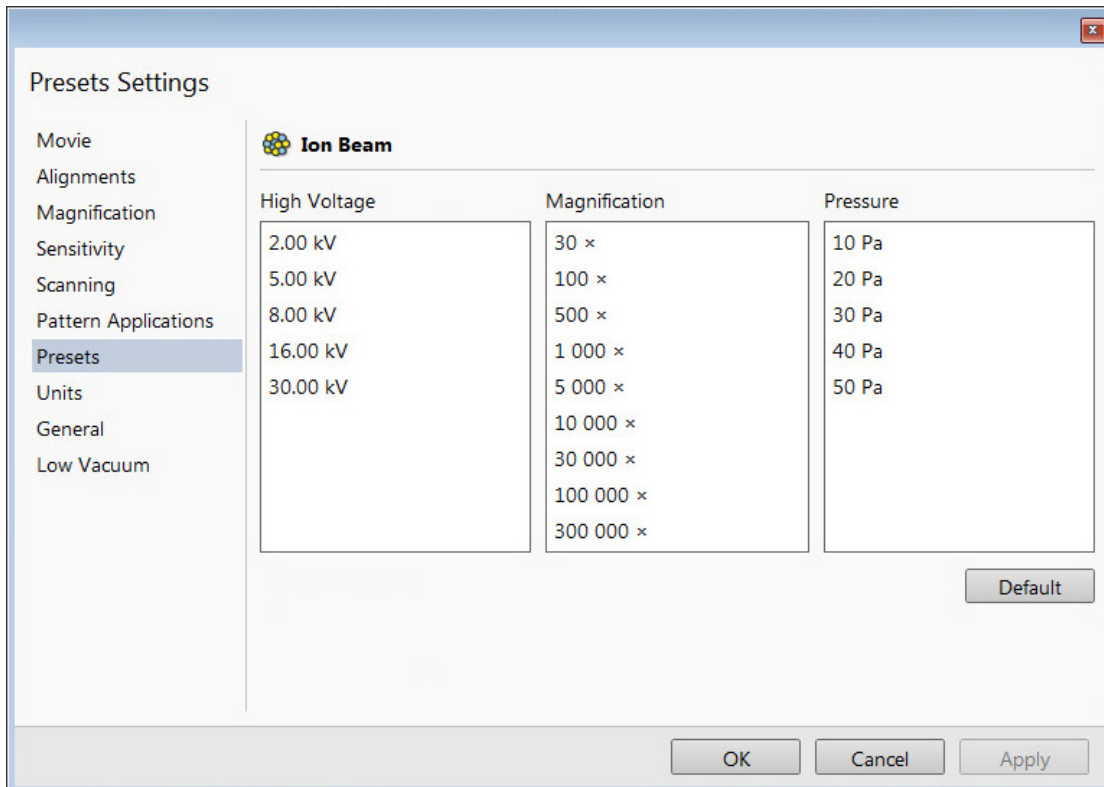 Presets Settings
Movie
Alignments
Magnification
Sensitivity
Scanning
Pattern Applications
Presets
Units
General
Low Vacuum
Ion Beam
High Voltage
2.00 kV
5.00 kV
8.00 kV
16.00 kV
30.00 kV
Magnification
30 ×
100 ×
500 ×
1 000 ×
5 000 ×
10 000 ×
30 000 ×
100 000 ×
300 000 ×
Pressure
10 Pa
20 Pa
30 Pa
40 Pa
50 Pa
Default
OK
Cancel
Apply